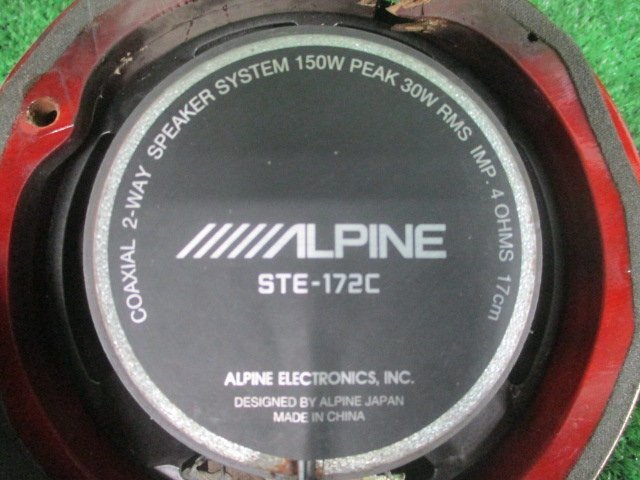 COAXIAL 2-WAY SPEAKER SYSTEM 150W PEAK 30W RMS IMP. 4 OHMS 17cm
ALPINE
STE-172C
ALPINE ELECTRONICS, INC.
DESIGNED BY ALPINE JAPAN
MADE IN CHINA